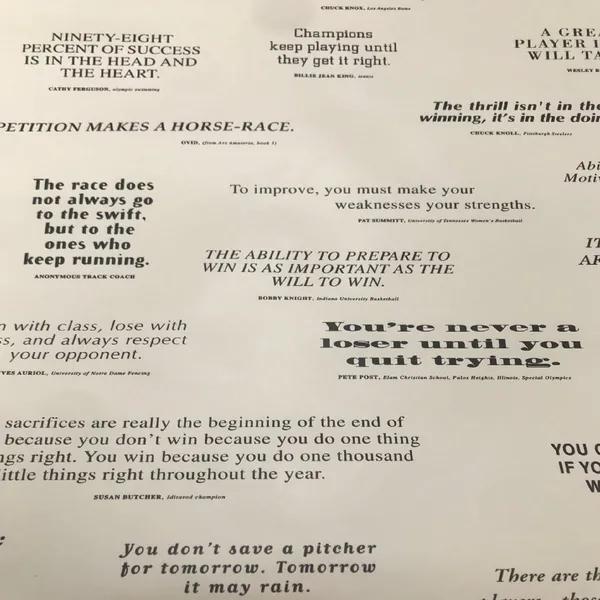 CHUCK KNOX, Los Angeles Rams
NINETY-EIGHT
PERCENT OF SUCCESS
IS IN THE HEAD AND
THE HEART.
CATHY FERGUSON, olympic swimming
Champions
keep playing until
they get it right.
BILLIE JEAN KING, tennis
A GREA
PLAYER I
WILL TA
WESLEY B
The thrill isn't in the
winning, it's in the doin
CHUCK KNOLL, Pittsburgh Steelers
PETITION MAKES A HORSE-RACE.
OVID, (from Ars Amatoria, book 1)
Abi
Motiv
The race does
not always go
to the swift,
but to the
ones who
keep running.
ANONYMOUS TRACK COACH
To improve, you must make your
weaknesses your strengths.
PAT SUMMITT, University of Tennessee Women's Basketball
THE ABILITY TO PREPARE TO
WIN IS AS IMPORTANT AS THE
WILL TO WIN.
BOBBY KNIGHT, Indiana University Basketball
IT
AF
n with class, lose with
ss, and always respect
your opponent.
YVES AURIOL, University of Notre Dame Fencing
You're never a
loser until you
quit trying.
PETE POST, Elam Christian School, Palos Heights, Illinois, Special Olympics
sacrifices are really the beginning of the end of
because you don't win because you do one thing
ngs right. You win because you do one thousand
little things right throughout the year.
SUSAN BUTCHER, Iditarod champion
YOU C
IF YO
W
You don't save a pitcher
for tomorrow. Tomorrow
it may rain.
There are th